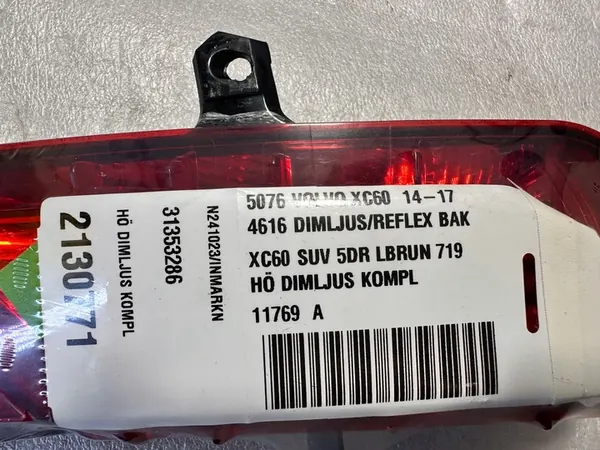 5076 VOLVO XC60 14-17
4616 DIMLJUS/REFLEX BAK
XC60 SUV 5DR LBRUN 719
HÖ DIMLJUS KOMPL
11769 A
N241023/INMARKN
31353286
HÖ DIMLJUS KOMPL
2130771